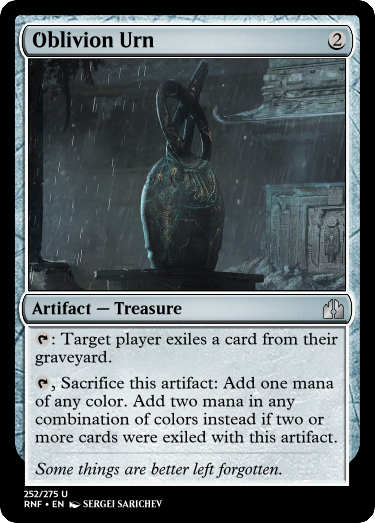 Oblivion Urn 2
Artifact — Treasure
: Target player exiles a card from their
graveyard.
, Sacrifice this artifact: Add one mana
of any color. Add two mana in any
combination of colors instead if two or
more cards were exiled with this artifact.
Some things are better left forgotten.
252/275 U
RNF • EN SERGEI SARICHEV